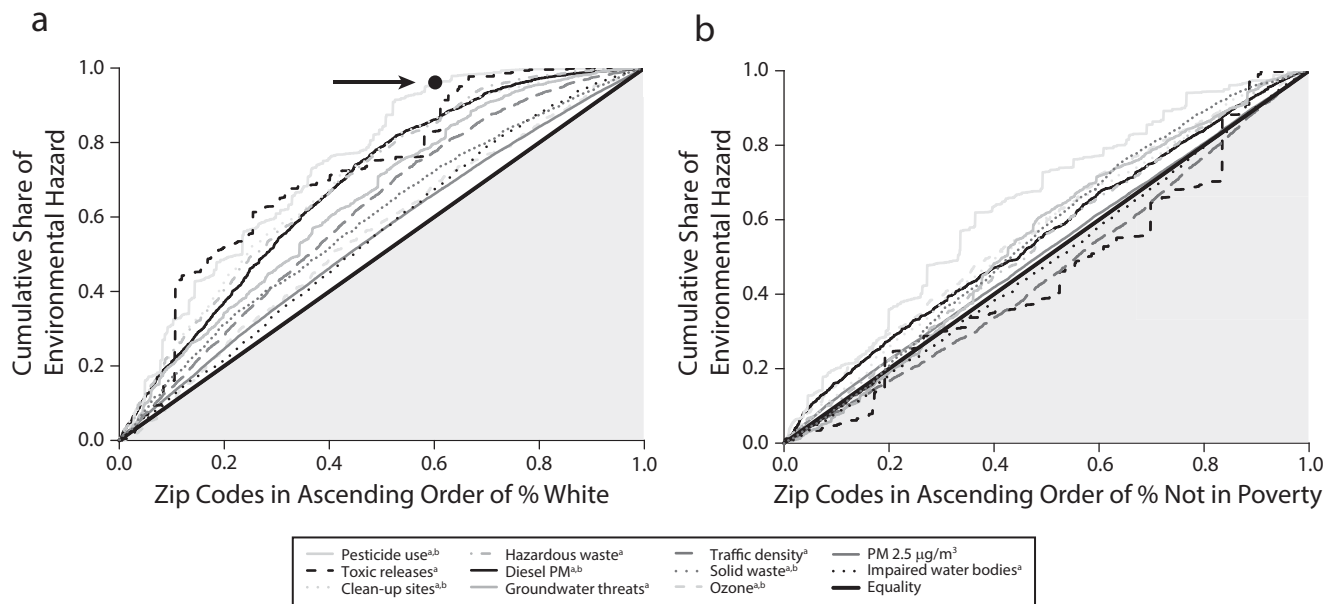 a
b
1.0
0.8
0.6
0.4
0.2
0.0
Cumulative Share of
Environmental Hazard
0.0 0.2 0.4 0.6 0.8 1.0
Zip Codes in Ascending Order of % White
1.0
0.8
0.6
0.4
0.2
0.0
Cumulative Share of
Environmental Hazard
0.0 0.2 0.4 0.6 0.8 1.0
Zip Codes in Ascending Order of % Not in Poverty
Pesticide useᵃ,ᵇ Hazardous wasteᵃ Traffic densityᵃ PM 2.5 μg/m³
Toxic releasesᵃ Diesel PMᵃ,ᵇ Solid wasteᵃ,ᵇ Impaired water bodiesᵃ
Clean-up sitesᵃ,ᵇ Groundwater threatsᵃ Ozoneᵃ,ᵇ Equality